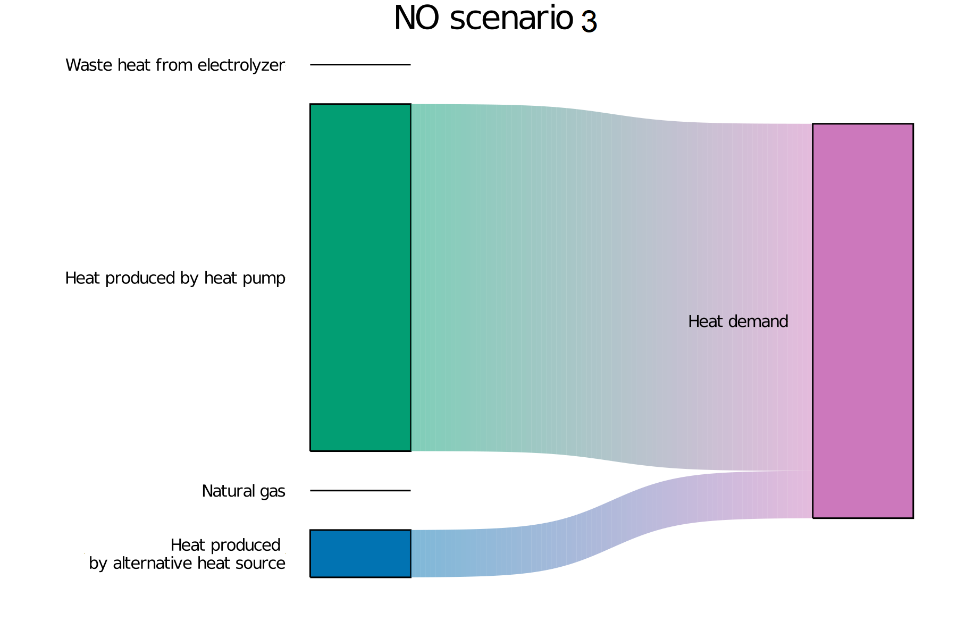 NO scenario 3
Waste heat from electrolyzer
Heat produced by heat pump
Heat demand
Natural gas
Heat produced
by alternative heat source